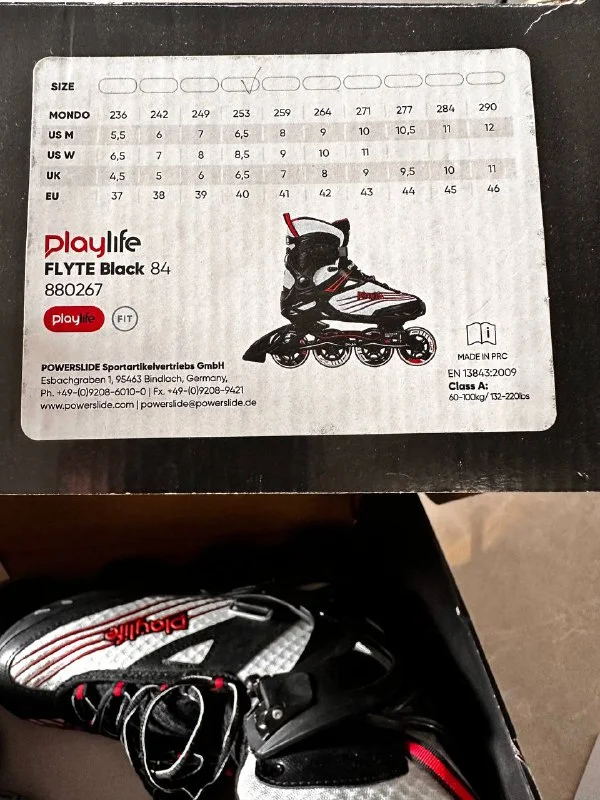 SIZE
MONDO 236 242 249 253 259 264 271 277 284 290
US M 5,5 6 7 6,5 8 9 10 10,5 11 12
US W 6,5 7 8 8,5 9 10 11
UK 4,5 5 6 6,5 7 8 9 9,5 10 11
EU 37 38 39 40 41 42 43 44 45 46
playlife
FLYTE Black 84
880267
playlife FIT
playlife
MADE IN PRC
POWERSLIDE Sportartikelvertriebs GmbH
Esbachgraben 1, 95463 Bindlach, Germany,
Ph. +49-(0)9208-6010-0 | Fx. +49-(0)9208-9421
www.powerslide.com | powerslide@powerslide.de
EN 13843:2009
Class A:
60-100kg/ 132-220lbs
playlife